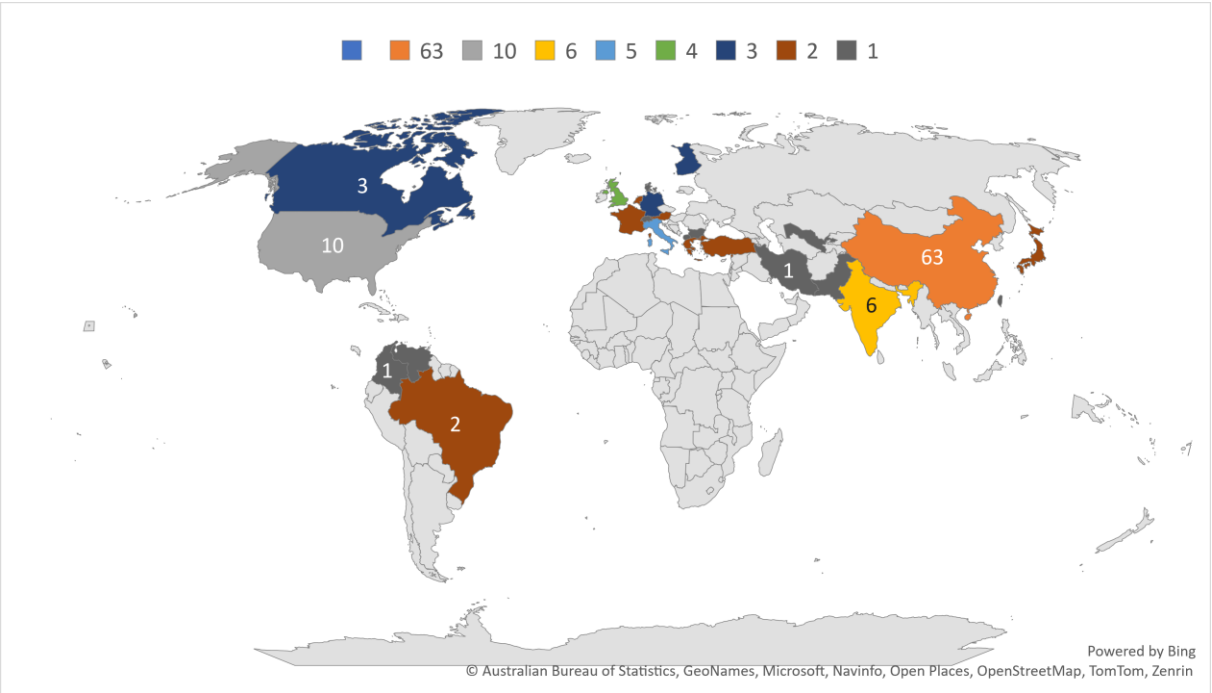 63 10 6 5 4 3 2 1
3
10
63
1
6
1
2
Powered by Bing
© Australian Bureau of Statistics, GeoNames, Microsoft, Navinfo, Open Places, OpenStreetMap, TomTom, Zenrin